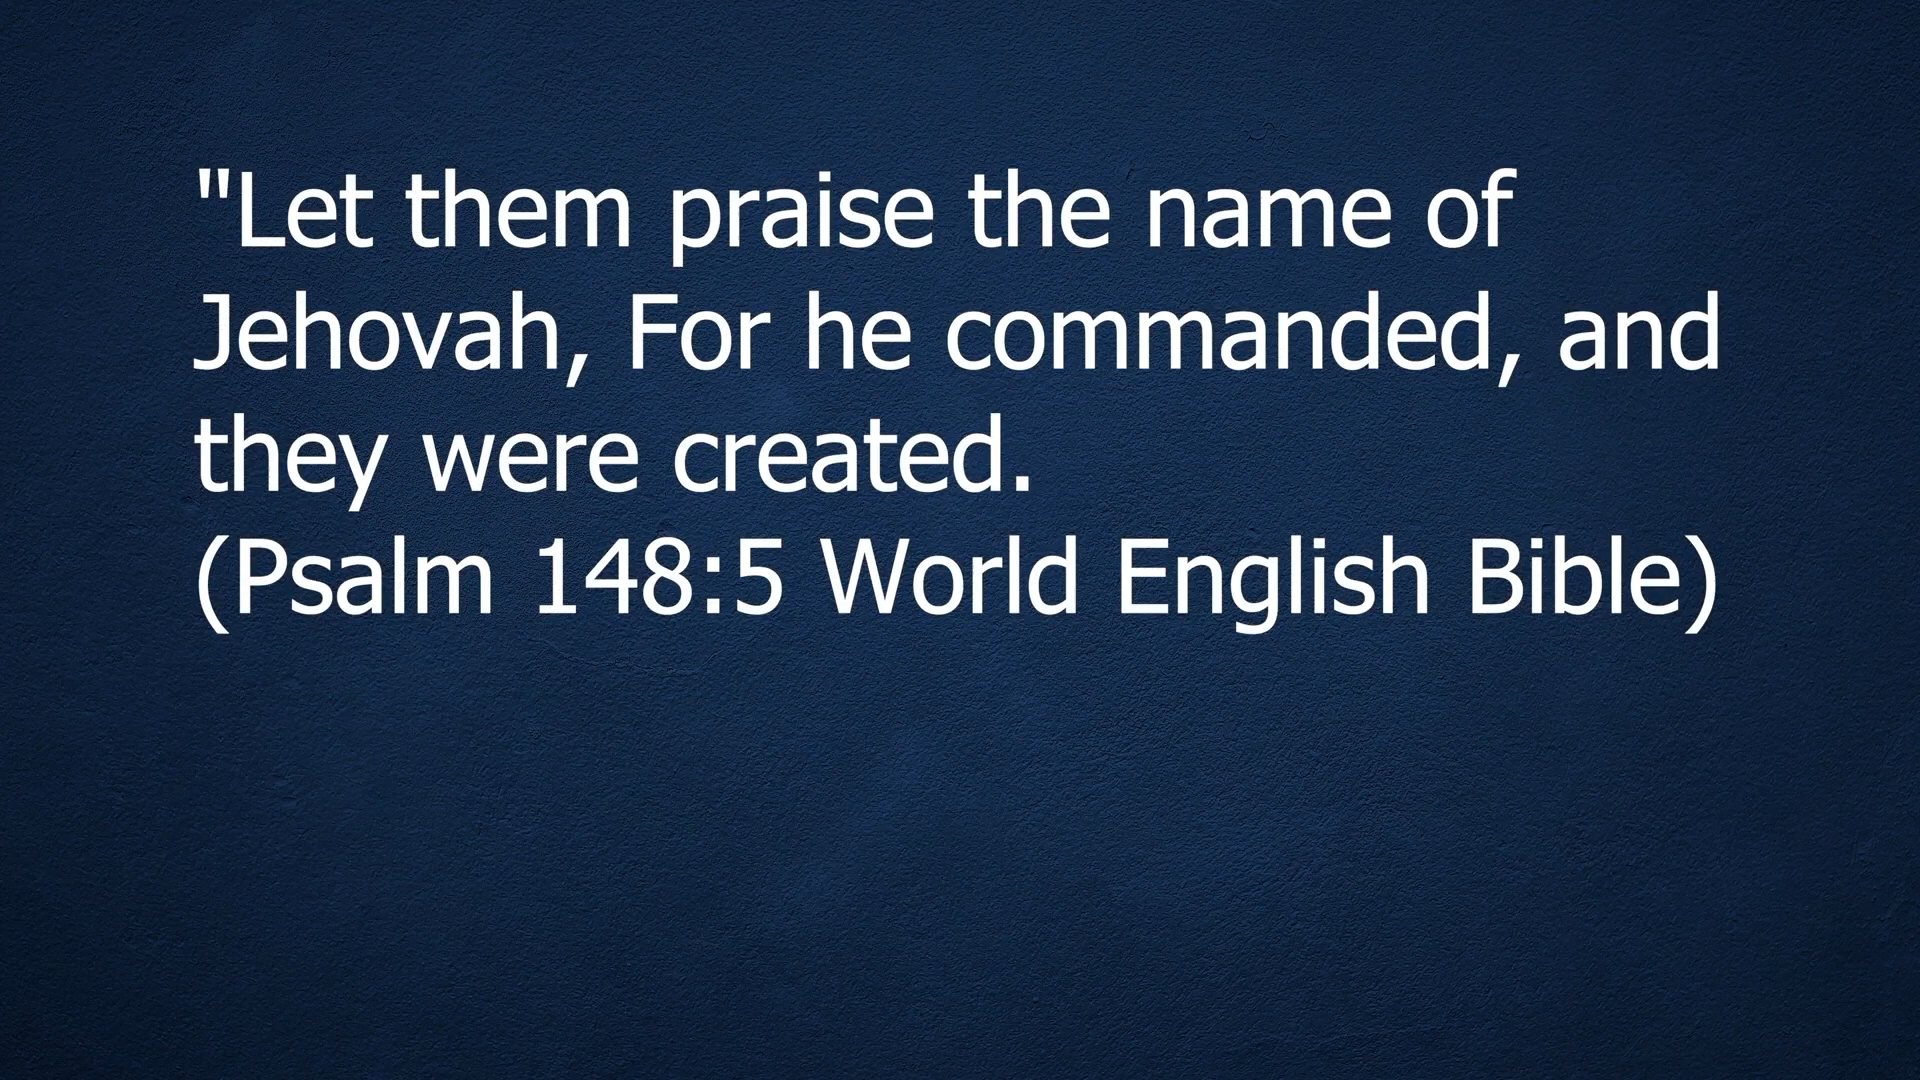 "Let them praise the name of
Jehovah, For he commanded, and
they were created.
(Psalm 148:5 World English Bible)